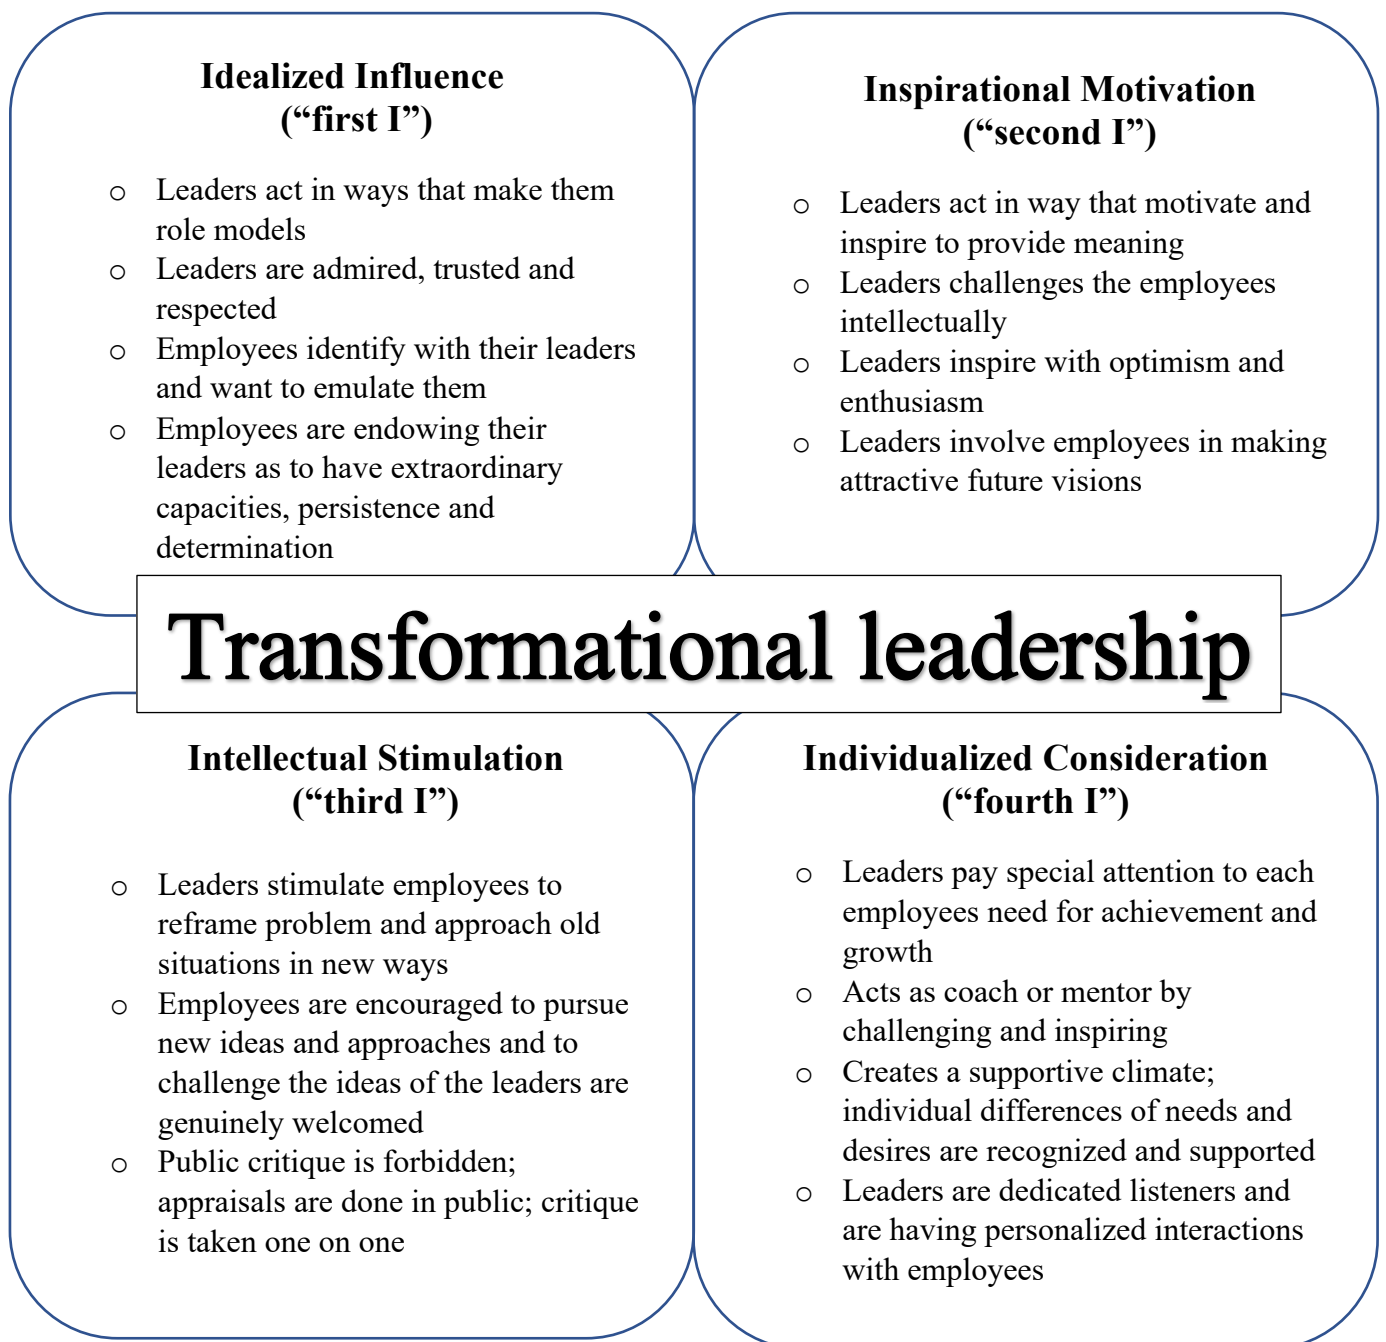 Idealized Influence
(“first I”)
o Leaders act in ways that make them
role models
o Leaders are admired, trusted and
respected
o Employees identify with their leaders
and want to emulate them
o Employees are endowing their
leaders as to have extraordinary
capacities, persistence and
determination
Inspirational Motivation
(“second I”)
o Leaders act in way that motivate and
inspire to provide meaning
o Leaders challenges the employees
intellectually
o Leaders inspire with optimism and
enthusiasm
o Leaders involve employees in making
attractive future visions
Transformational leadership
Intellectual Stimulation
(“third I”)
o Leaders stimulate employees to
reframe problem and approach old
situations in new ways
o Employees are encouraged to pursue
new ideas and approaches and to
challenge the ideas of the leaders are
genuinely welcomed
o Public critique is forbidden;
appraisals are done in public; critique
is taken one on one
Individualized Consideration
(“fourth I”)
o Leaders pay special attention to each
employees need for achievement and
growth
o Acts as coach or mentor by
challenging and inspiring
o Creates a supportive climate;
individual differences of needs and
desires are recognized and supported
o Leaders are dedicated listeners and
are having personalized interactions
with employees